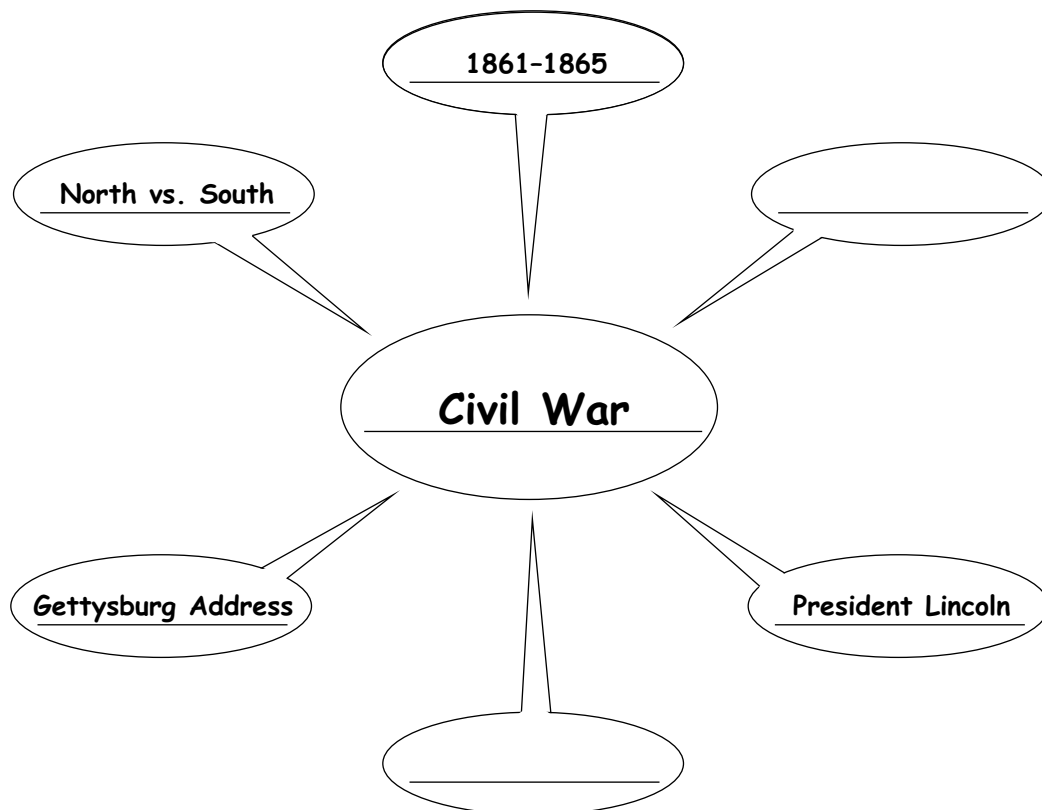 1861–1865
North vs. South
Civil War
Gettysburg Address
President Lincoln